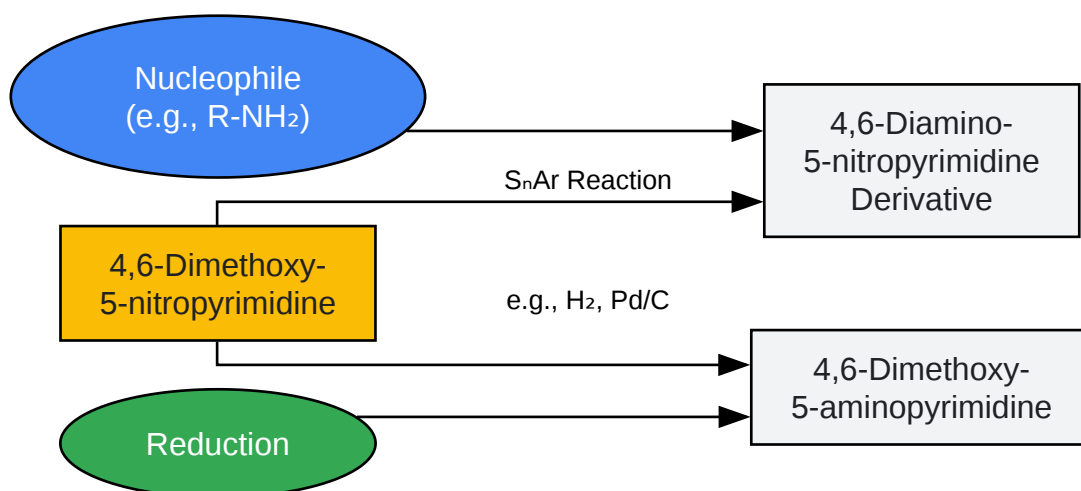 Nucleophile
(e.g., R-NH₂)
4,6-Diamino-
5-nitropyrimidine
Derivative
SₙAr Reaction
4,6-Dimethoxy-
5-nitropyrimidine
e.g., H₂, Pd/C
4,6-Dimethoxy-
5-aminopyrimidine
Reduction